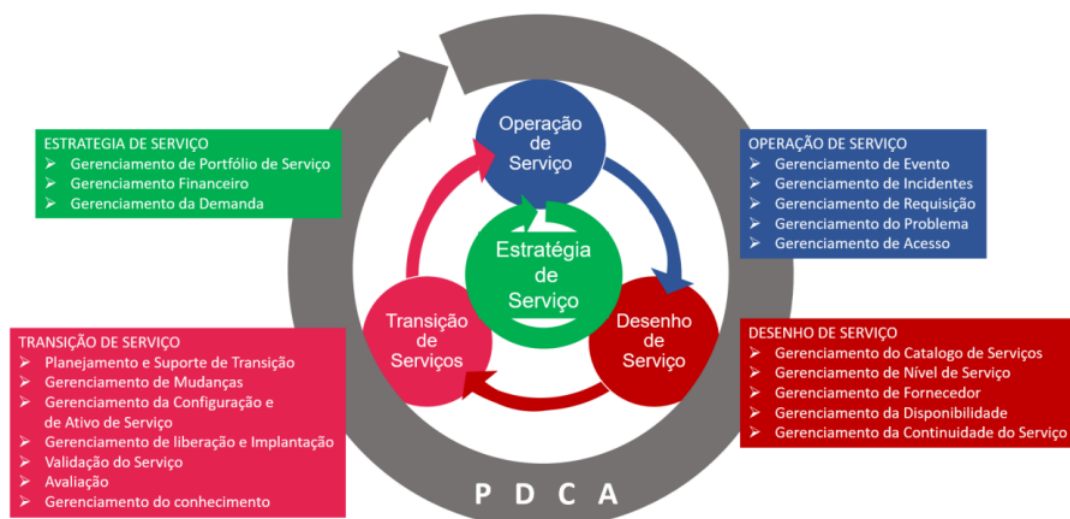 ESTRATEGIA DE SERVIÇO
➢ Gerenciamento de Portfólio de Serviço
➢ Gerenciamento Financeiro
➢ Gerenciamento da Demanda
Operação
de
Serviço
OPERAÇÃO DE SERVIÇO
➢ Gerenciamento de Evento
➢ Gerenciamento de Incidentes
➢ Gerenciamento de Requisição
➢ Gerenciamento do Problema
➢ Gerenciamento de Acesso
Estratégia
de
Serviço
Transição
de
Serviços
Desenho
de
Serviço
TRANSIÇÃO DE SERVIÇO
➢ Planejamento e Suporte de Transição
➢ Gerenciamento de Mudanças
➢ Gerenciamento da Configuração e
de Ativo de Serviço
➢ Gerenciamento de liberação e Implantação
➢ Validação do Serviço
➢ Avaliação
➢ Gerenciamento do conhecimento
DESENHO DE SERVIÇO
➢ Gerenciamento do Catalogo de Serviços
➢ Gerenciamento de Nível de Serviço
➢ Gerenciamento de Fornecedor
➢ Gerenciamento da Disponibilidade
➢ Gerenciamento da Continuidade do Serviço
P D C A